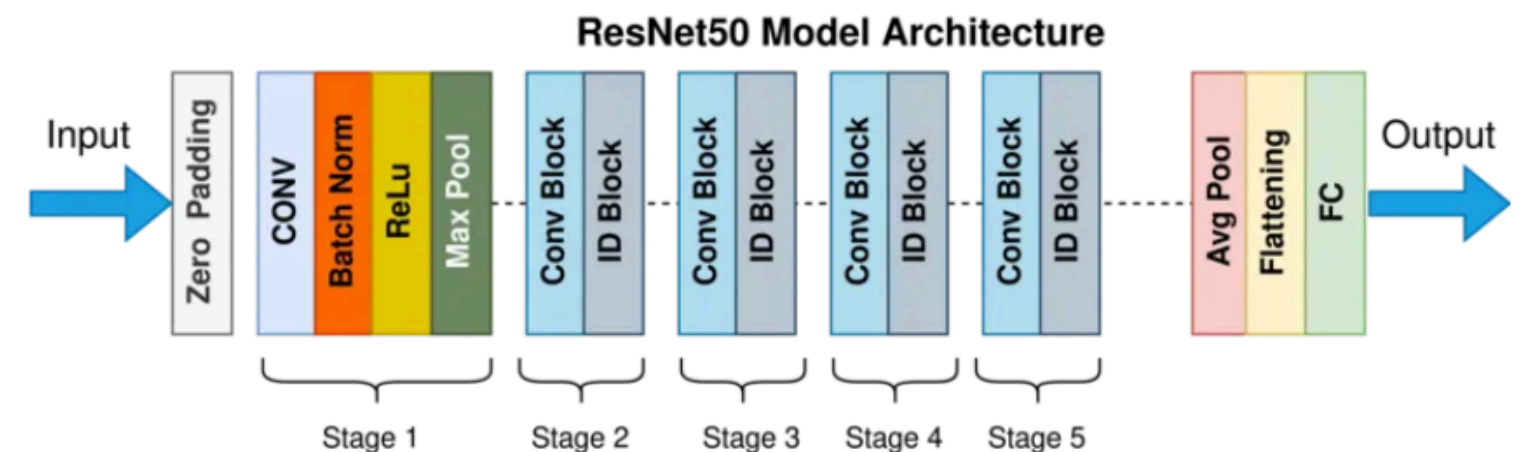 ResNet50 Model Architecture
Input
Zero Padding
CONV
Batch Norm
ReLu
Max Pool
Conv Block
ID Block
Conv Block
ID Block
Conv Block
ID Block
Conv Block
ID Block
Avg Pool
Flattening
FC
Output
Stage 1
Stage 2
Stage 3
Stage 4
Stage 5